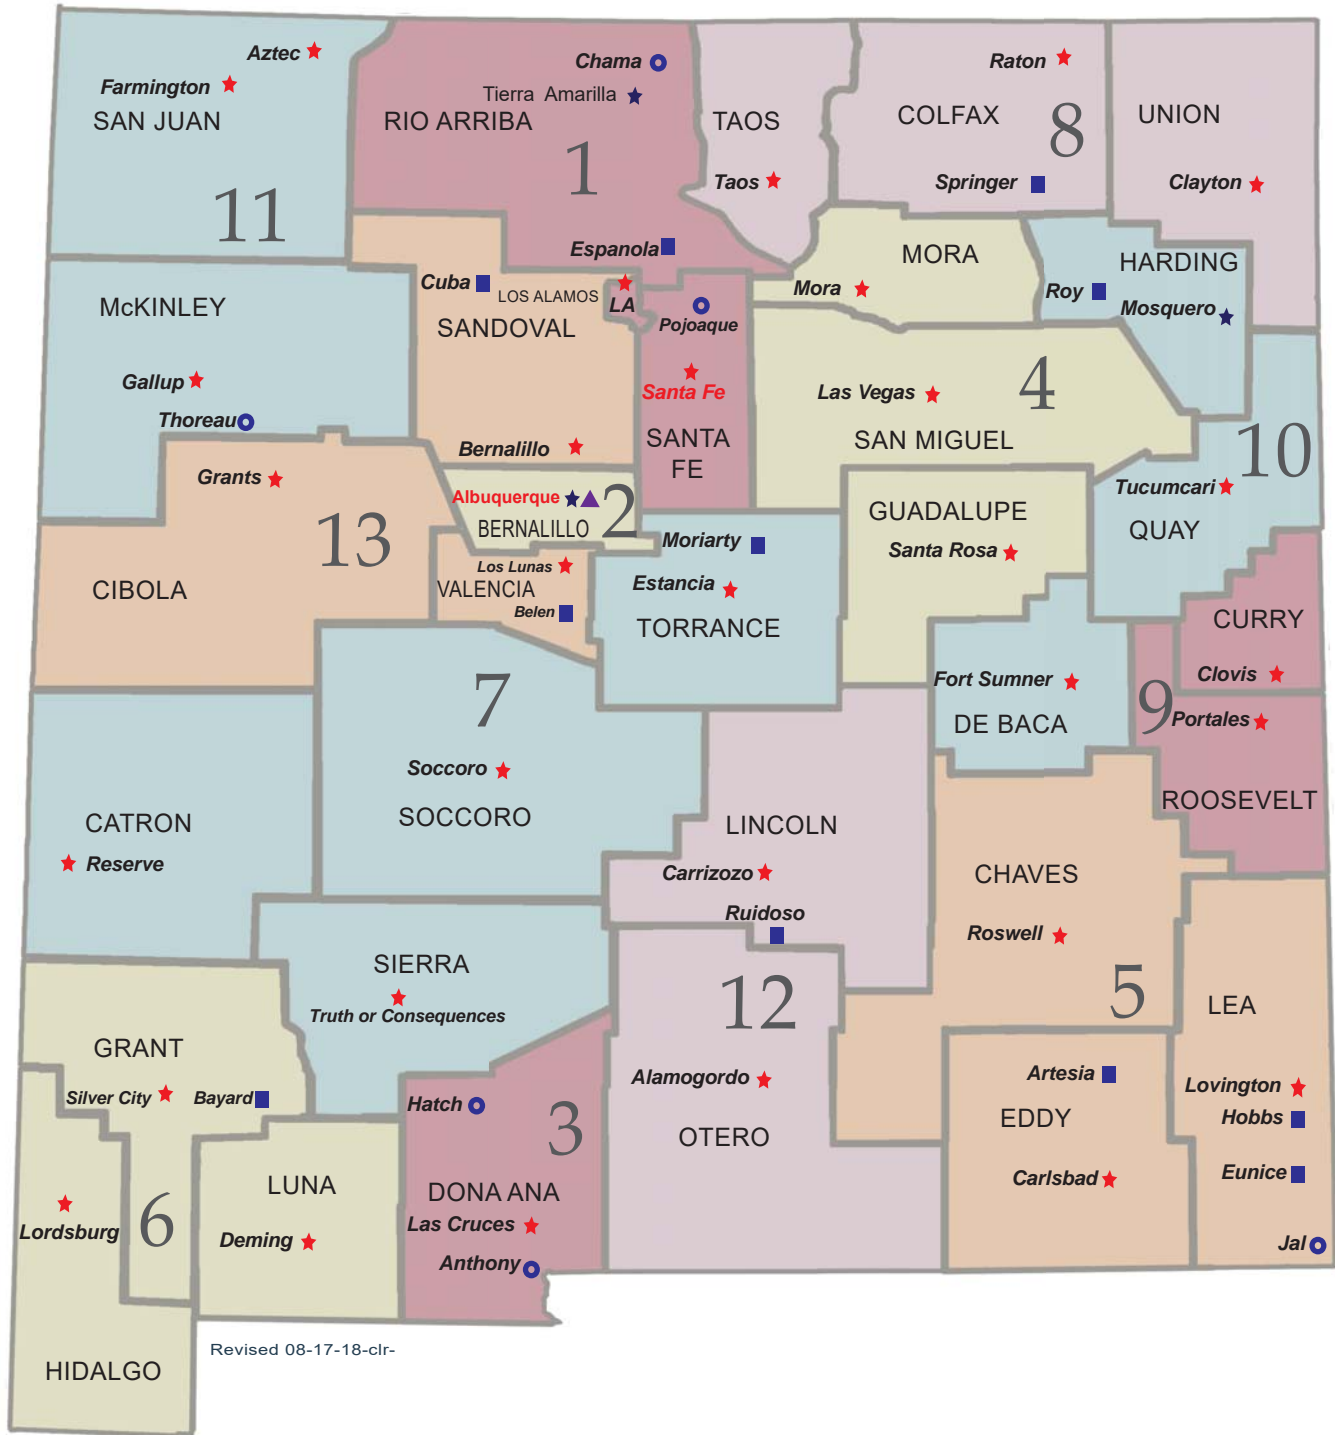 Aztec
Farmington
SAN JUAN
11
Chama
Tierra Amarilla
RIO ARRIBA
1
Espanola
TAOS
Taos
Raton
COLFAX
8
Springer
UNION
Clayton
McKINLEY
Gallup
Thoreau
Cuba
LOS ALAMOS
LA
SANDOVAL
Bernalillo
Pojoaque
Santa Fe
SANTA
FE
MORA
Mora
HARDING
Roy
Mosquero
Las Vegas
4
SAN MIGUEL
10
Tucumcari
QUAY
Grants
13
CIBOLA
Albuquerque
2
BERNALILLO
Los Lunas
VALENCIA
Belen
Moriarty
Estancia
TORRANCE
GUADALUPE
Santa Rosa
CURRY
Clovis
Fort Sumner
DE BACA
9
Portales
ROOSEVELT
7
Soccoro
SOCCORO
CATRON
Reserve
LINCOLN
Carrizozo
Ruidoso
CHAVES
Roswell
5
SIERRA
Truth or Consequences
12
LEA
GRANT
Silver City
Bayard
Hatch
3
Alamogordo
OTERO
Artesia
EDDY
Carlsbad
Lovington
Hobbs
Eunice
Jal
LUNA
Deming
DONA ANA
Las Cruces
Anthony
6
Lordsburg
HIDALGO
Revised 08-17-18-clr-